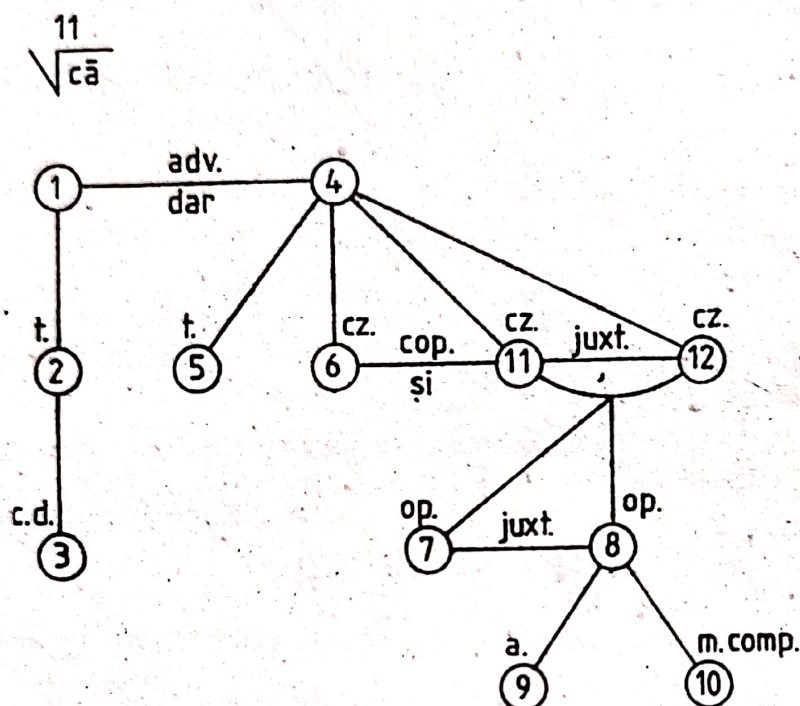 11
că
adv.
1 4
dar
t. t. cz. cz. cz.
cop. juxt.
2 5 6 11 12
și ,
c.d. op. op.
juxt.
3 7 8
a. m.comp.
9 10